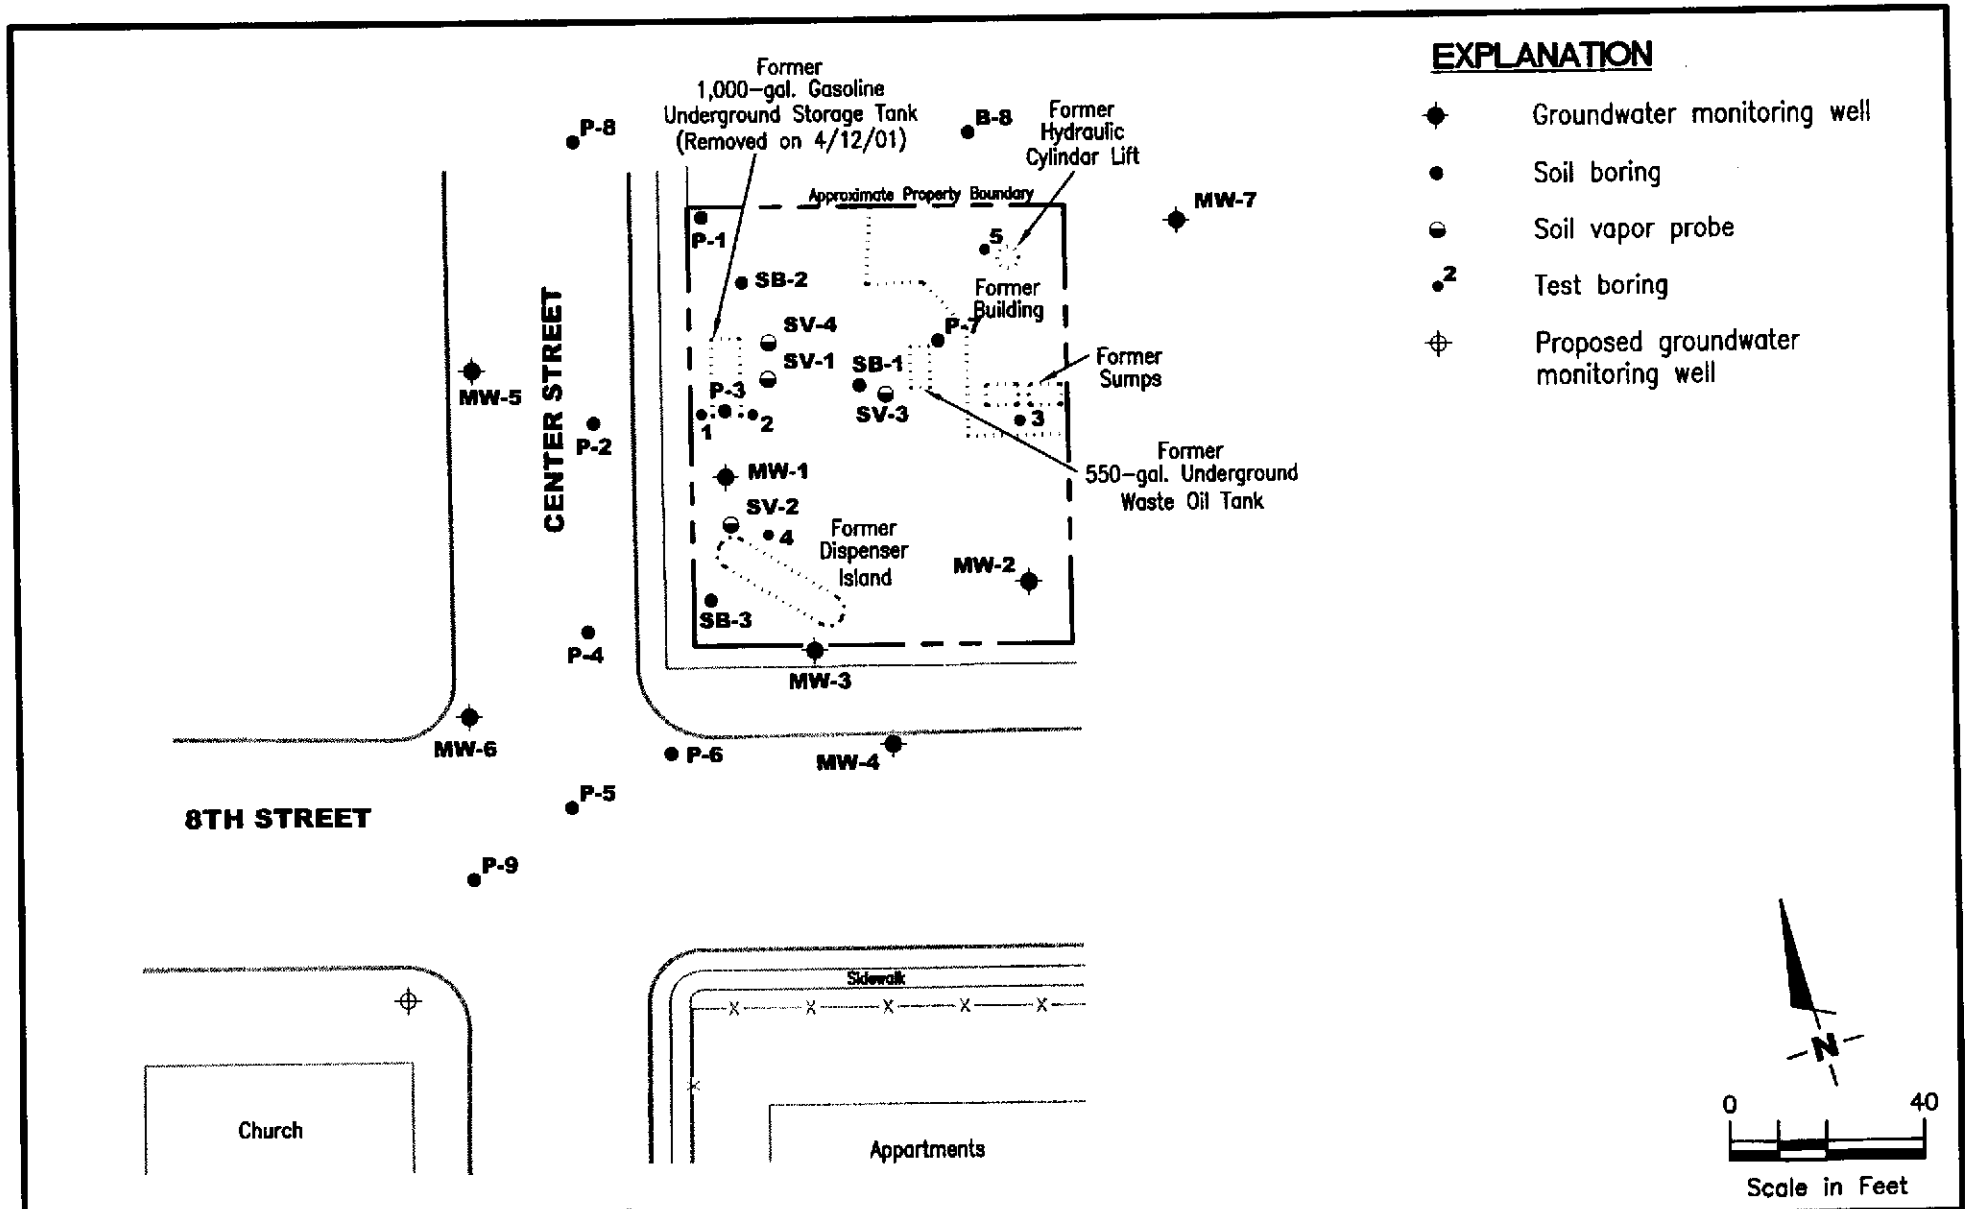 EXPLANATION
Groundwater monitoring well
Soil boring
Soil vapor probe
2
Test boring
Proposed groundwater
monitoring well
Former
1,000-gal. Gasoline
Underground Storage Tank
(Removed on 4/12/01)
P-8
B-8
Former
Hydraulic
Cylindar Lift
Approximate Property Boundary
MW-7
P-1
5
SB-2
Former
Building
SV-4
P-7
SV-1
SB-1
Former
Sumps
MW-5
CENTER STREET
P-3
SV-3
1
2
3
P-2
MW-1
Former
550-gal. Underground
Waste Oil Tank
SV-2
4
Former
Dispenser
Island
MW-2
SB-3
P-4
MW-3
MW-6
P-6
MW-4
P-5
8TH STREET
P-9
Sidewalk
Church
Appartments
N
0 40
Scale in Feet